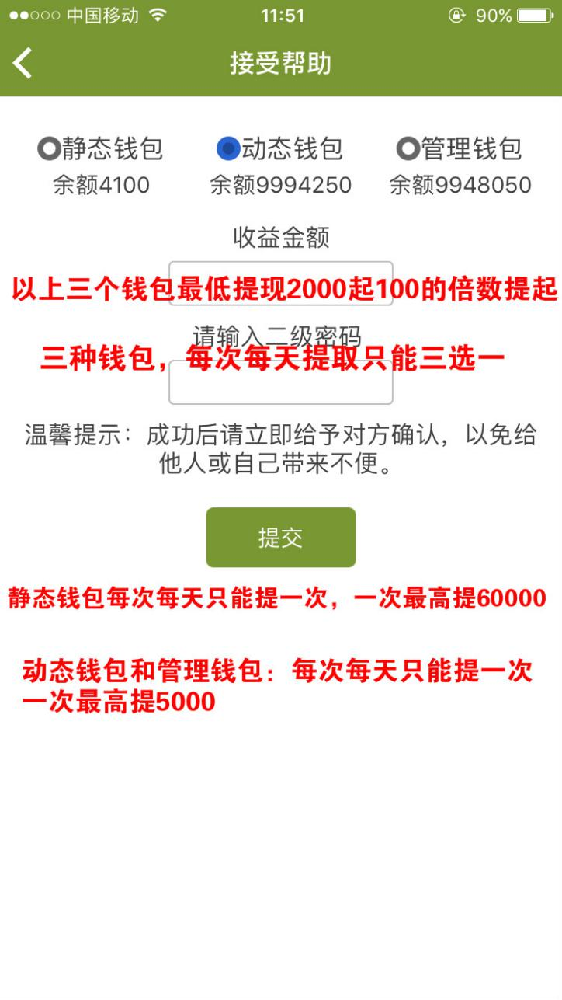 中国移动 11:51 90%
接受帮助
静态钱包 动态钱包 管理钱包
余额4100 余额9994250 余额9948050
收益金额
以上三个钱包最低提现2000起100的倍数提起
请输入二级密码
三种钱包，每次每天提取只能三选一
温馨提示：成功后请立即给予对方确认，以免给
他人或自己带来不便。
提交
静态钱包每次每天只能提一次，一次最高提60000
动态钱包和管理钱包：每次每天只能提一次
一次最高提5000